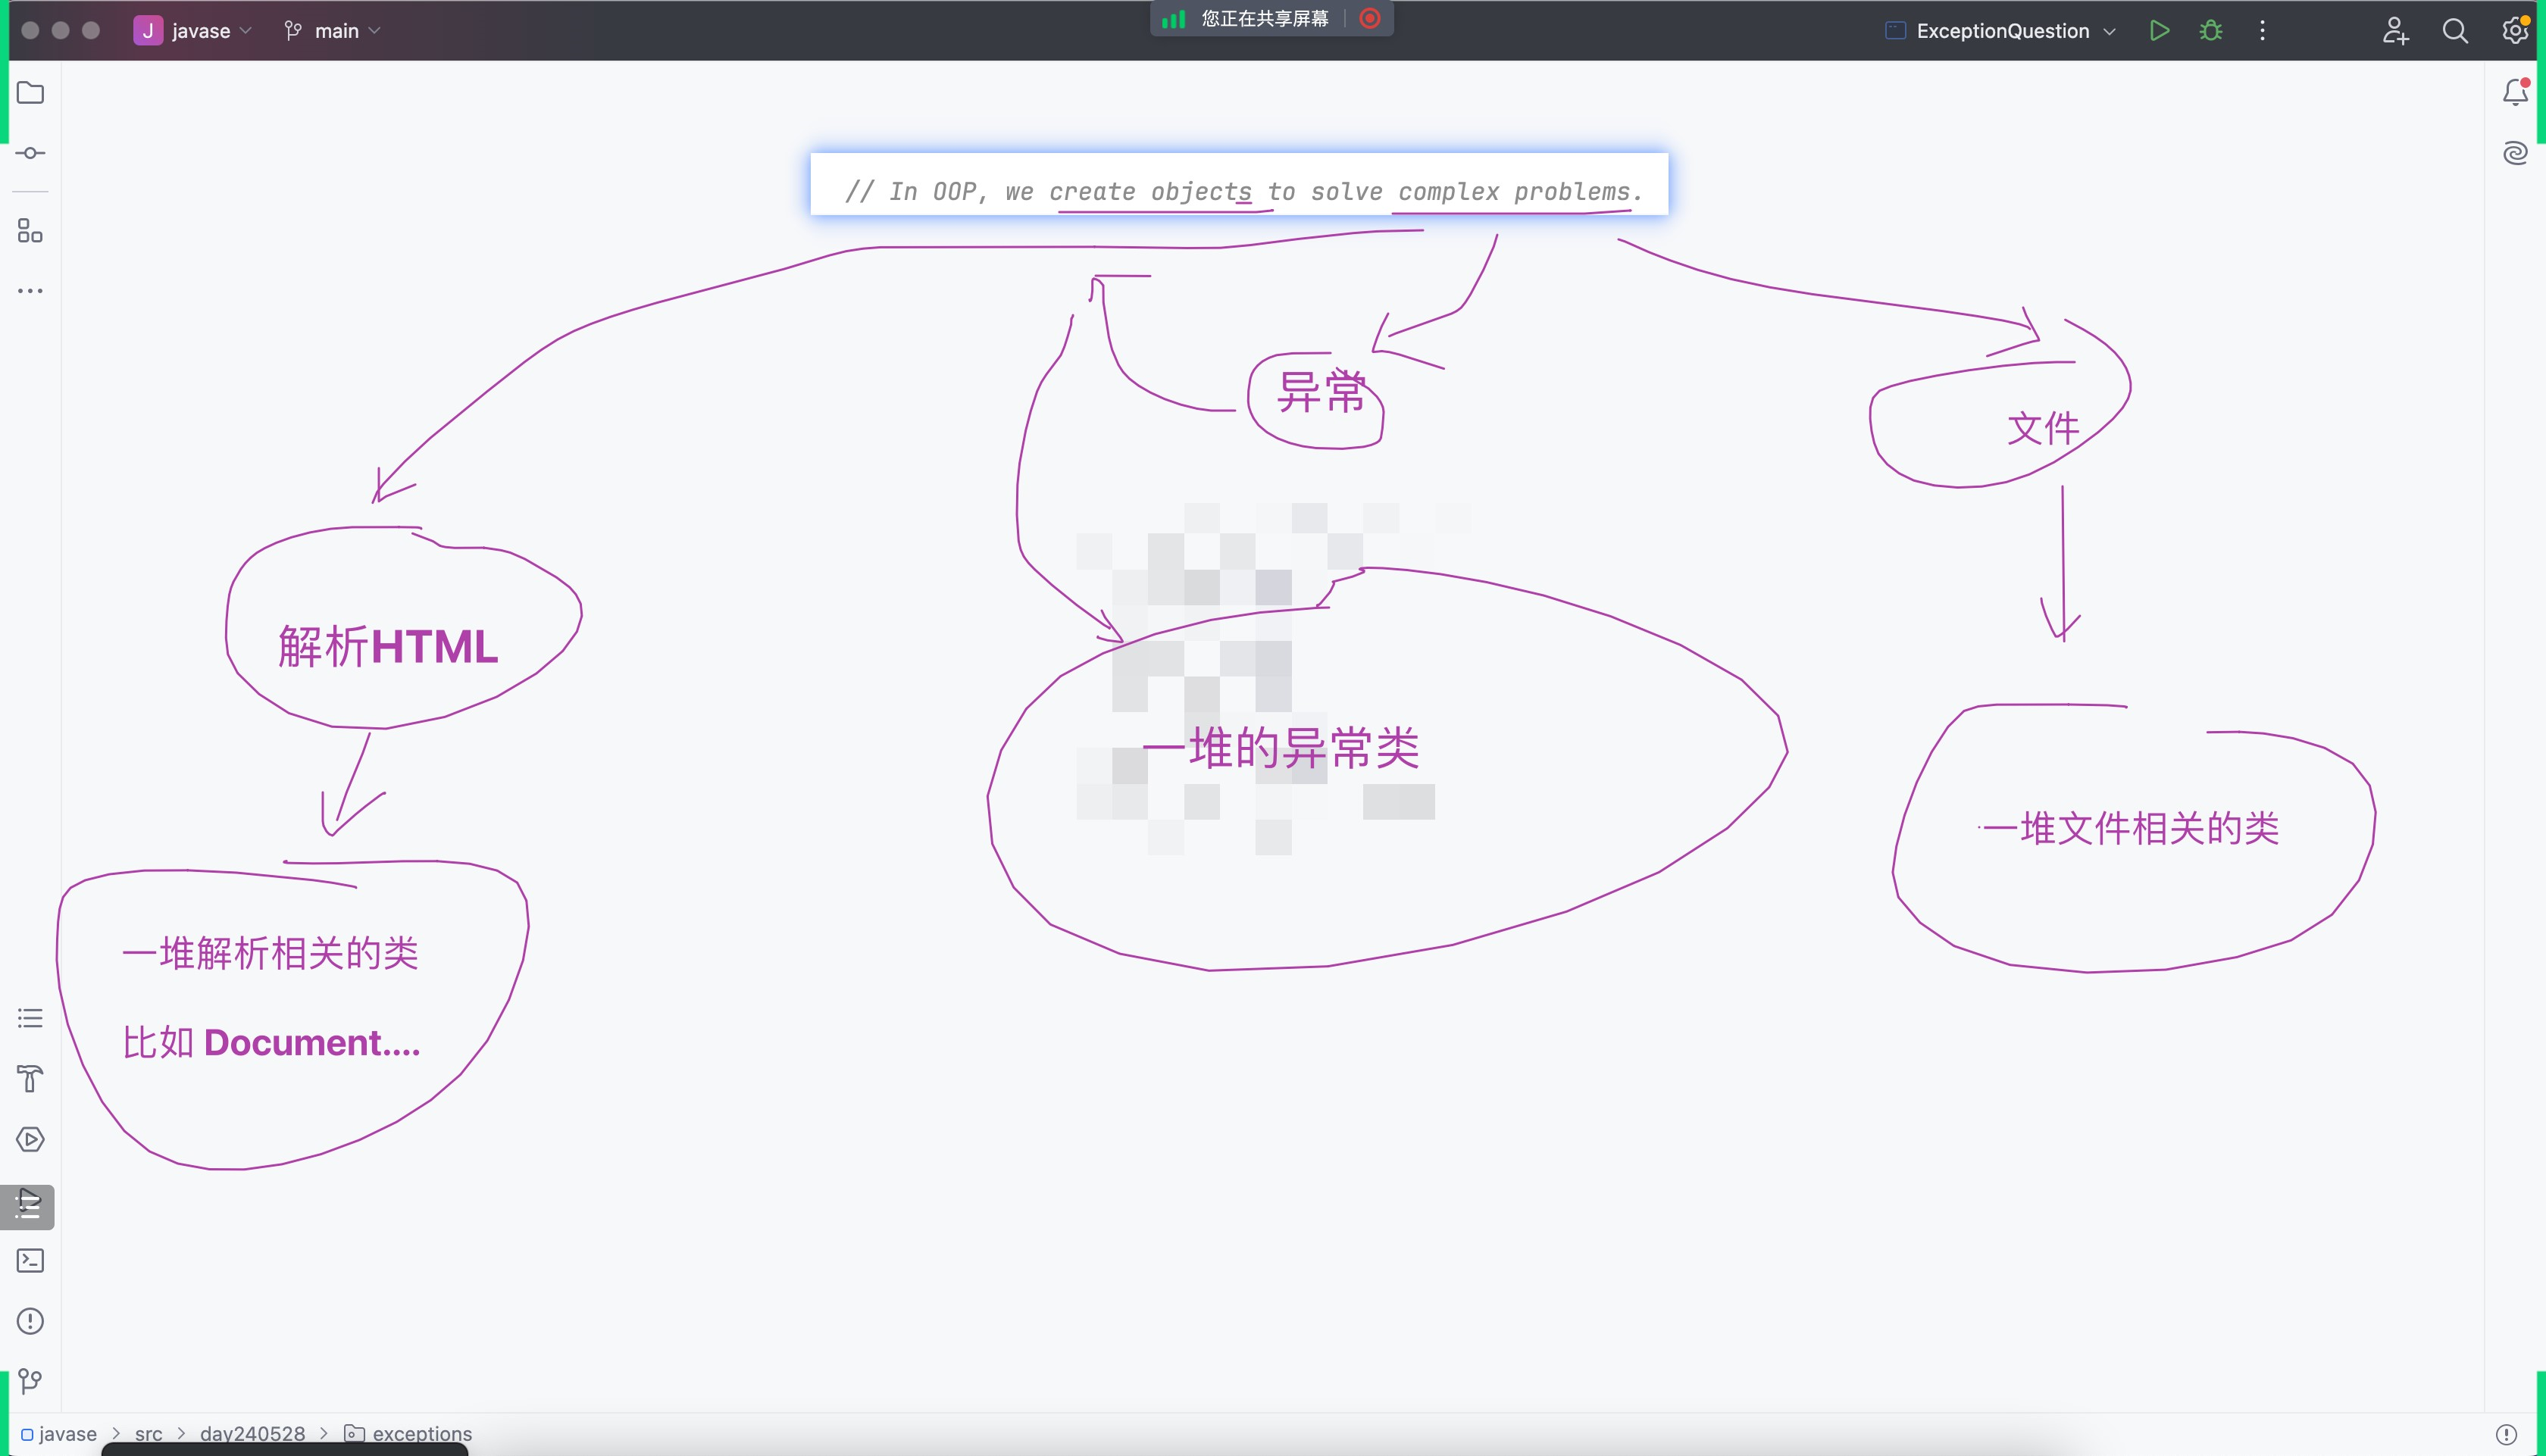 J javase main
您正在共享屏幕
ExceptionQuestion
// In OOP, we create objects to solve complex problems.
异常
文件
解析HTML
一堆的异常类
一堆文件相关的类
一堆解析相关的类
比如 Document....
javase > src > day240528 > exceptions